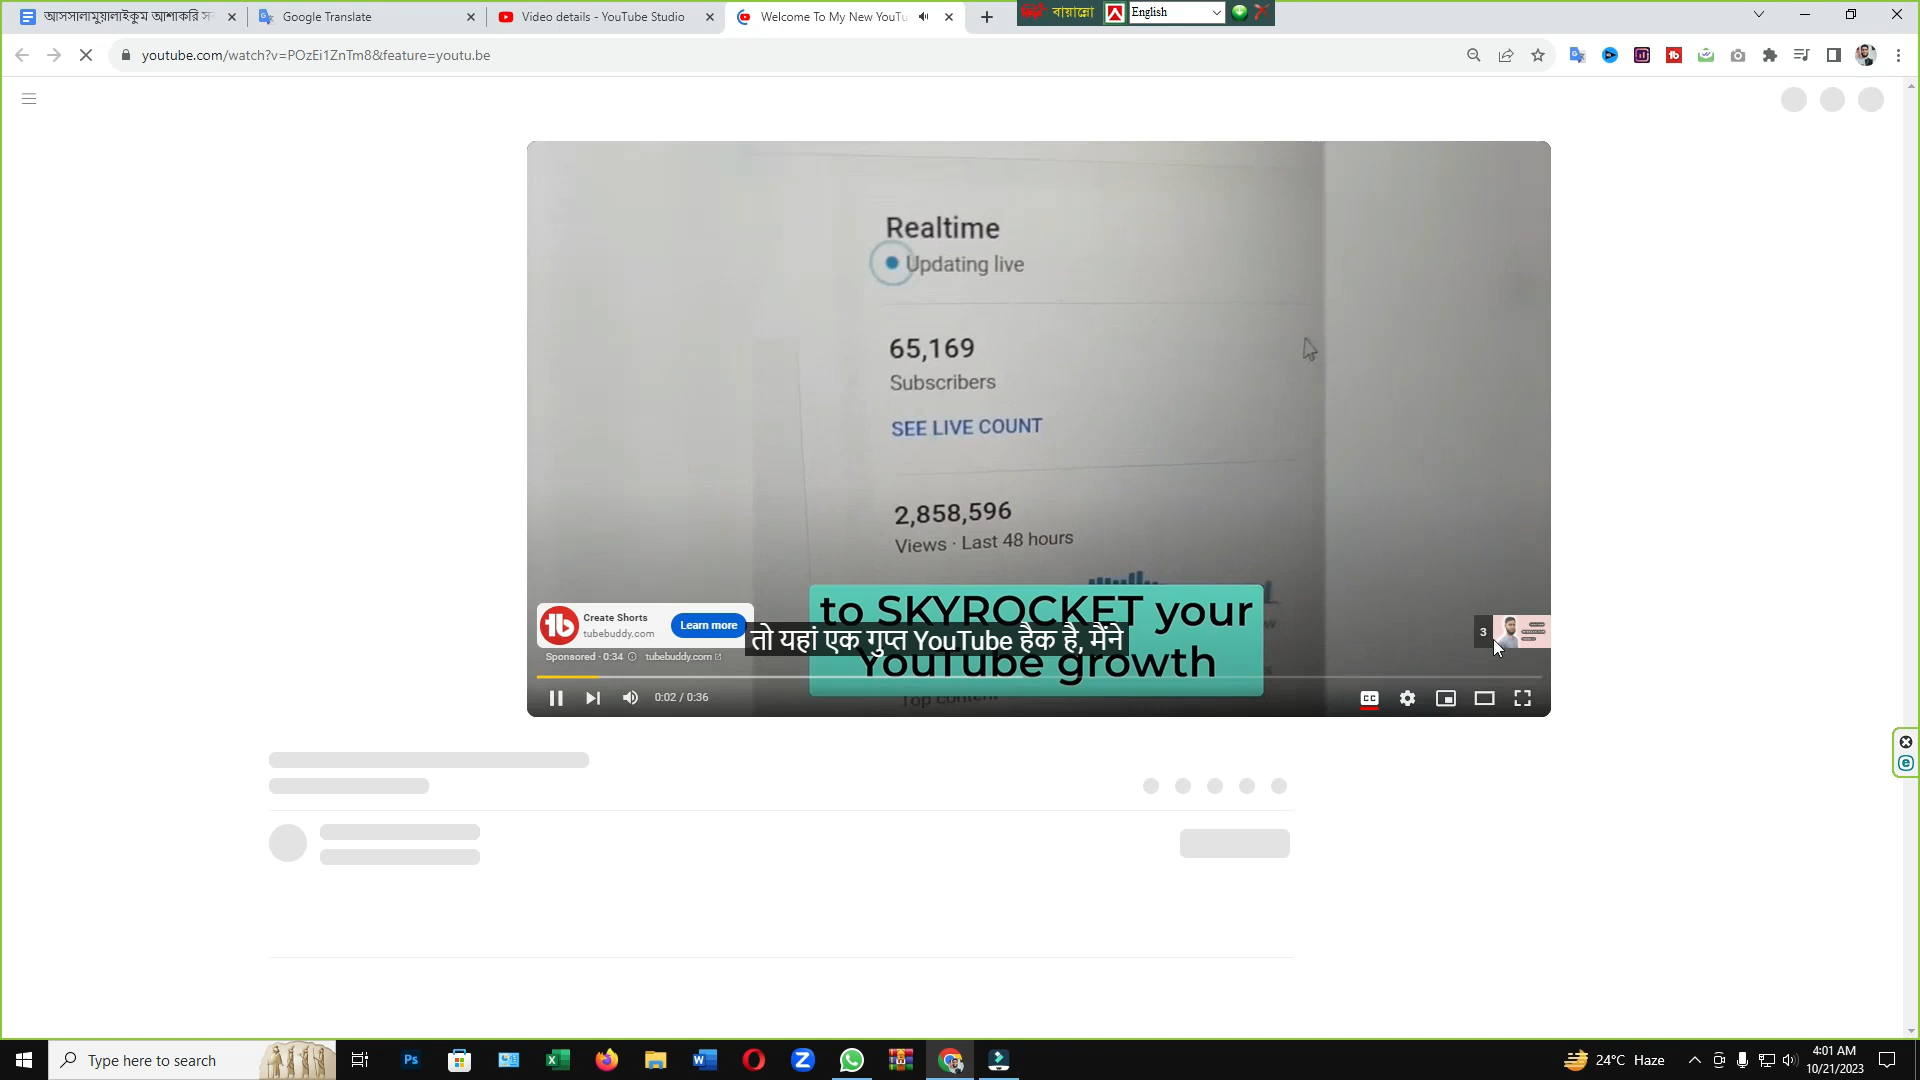 আসসালামুয়ালাইকুম আশাকরি
Google Translate
Video details - YouTube Studio
Welcome To My New YouTu
বায়ান্নো
English
youtube.com/watch?v=POzEi1ZnTm8&feature=youtu.be
Realtime
Updating live
65,169
Subscribers
SEE LIVE COUNT
2,858,596
Views · Last 48 hours
to SKYROCKET your
YouTube growth
तो यहां एक गुप्त YouTube हैक है, मैंने
Create Shorts
tubebuddy.com
Learn more
Sponsored · 0:34
tubebuddy.com
3
0:02 / 0:36
CC
Top content
Type here to search
24°C Haze
4:01 AM
10/21/2023